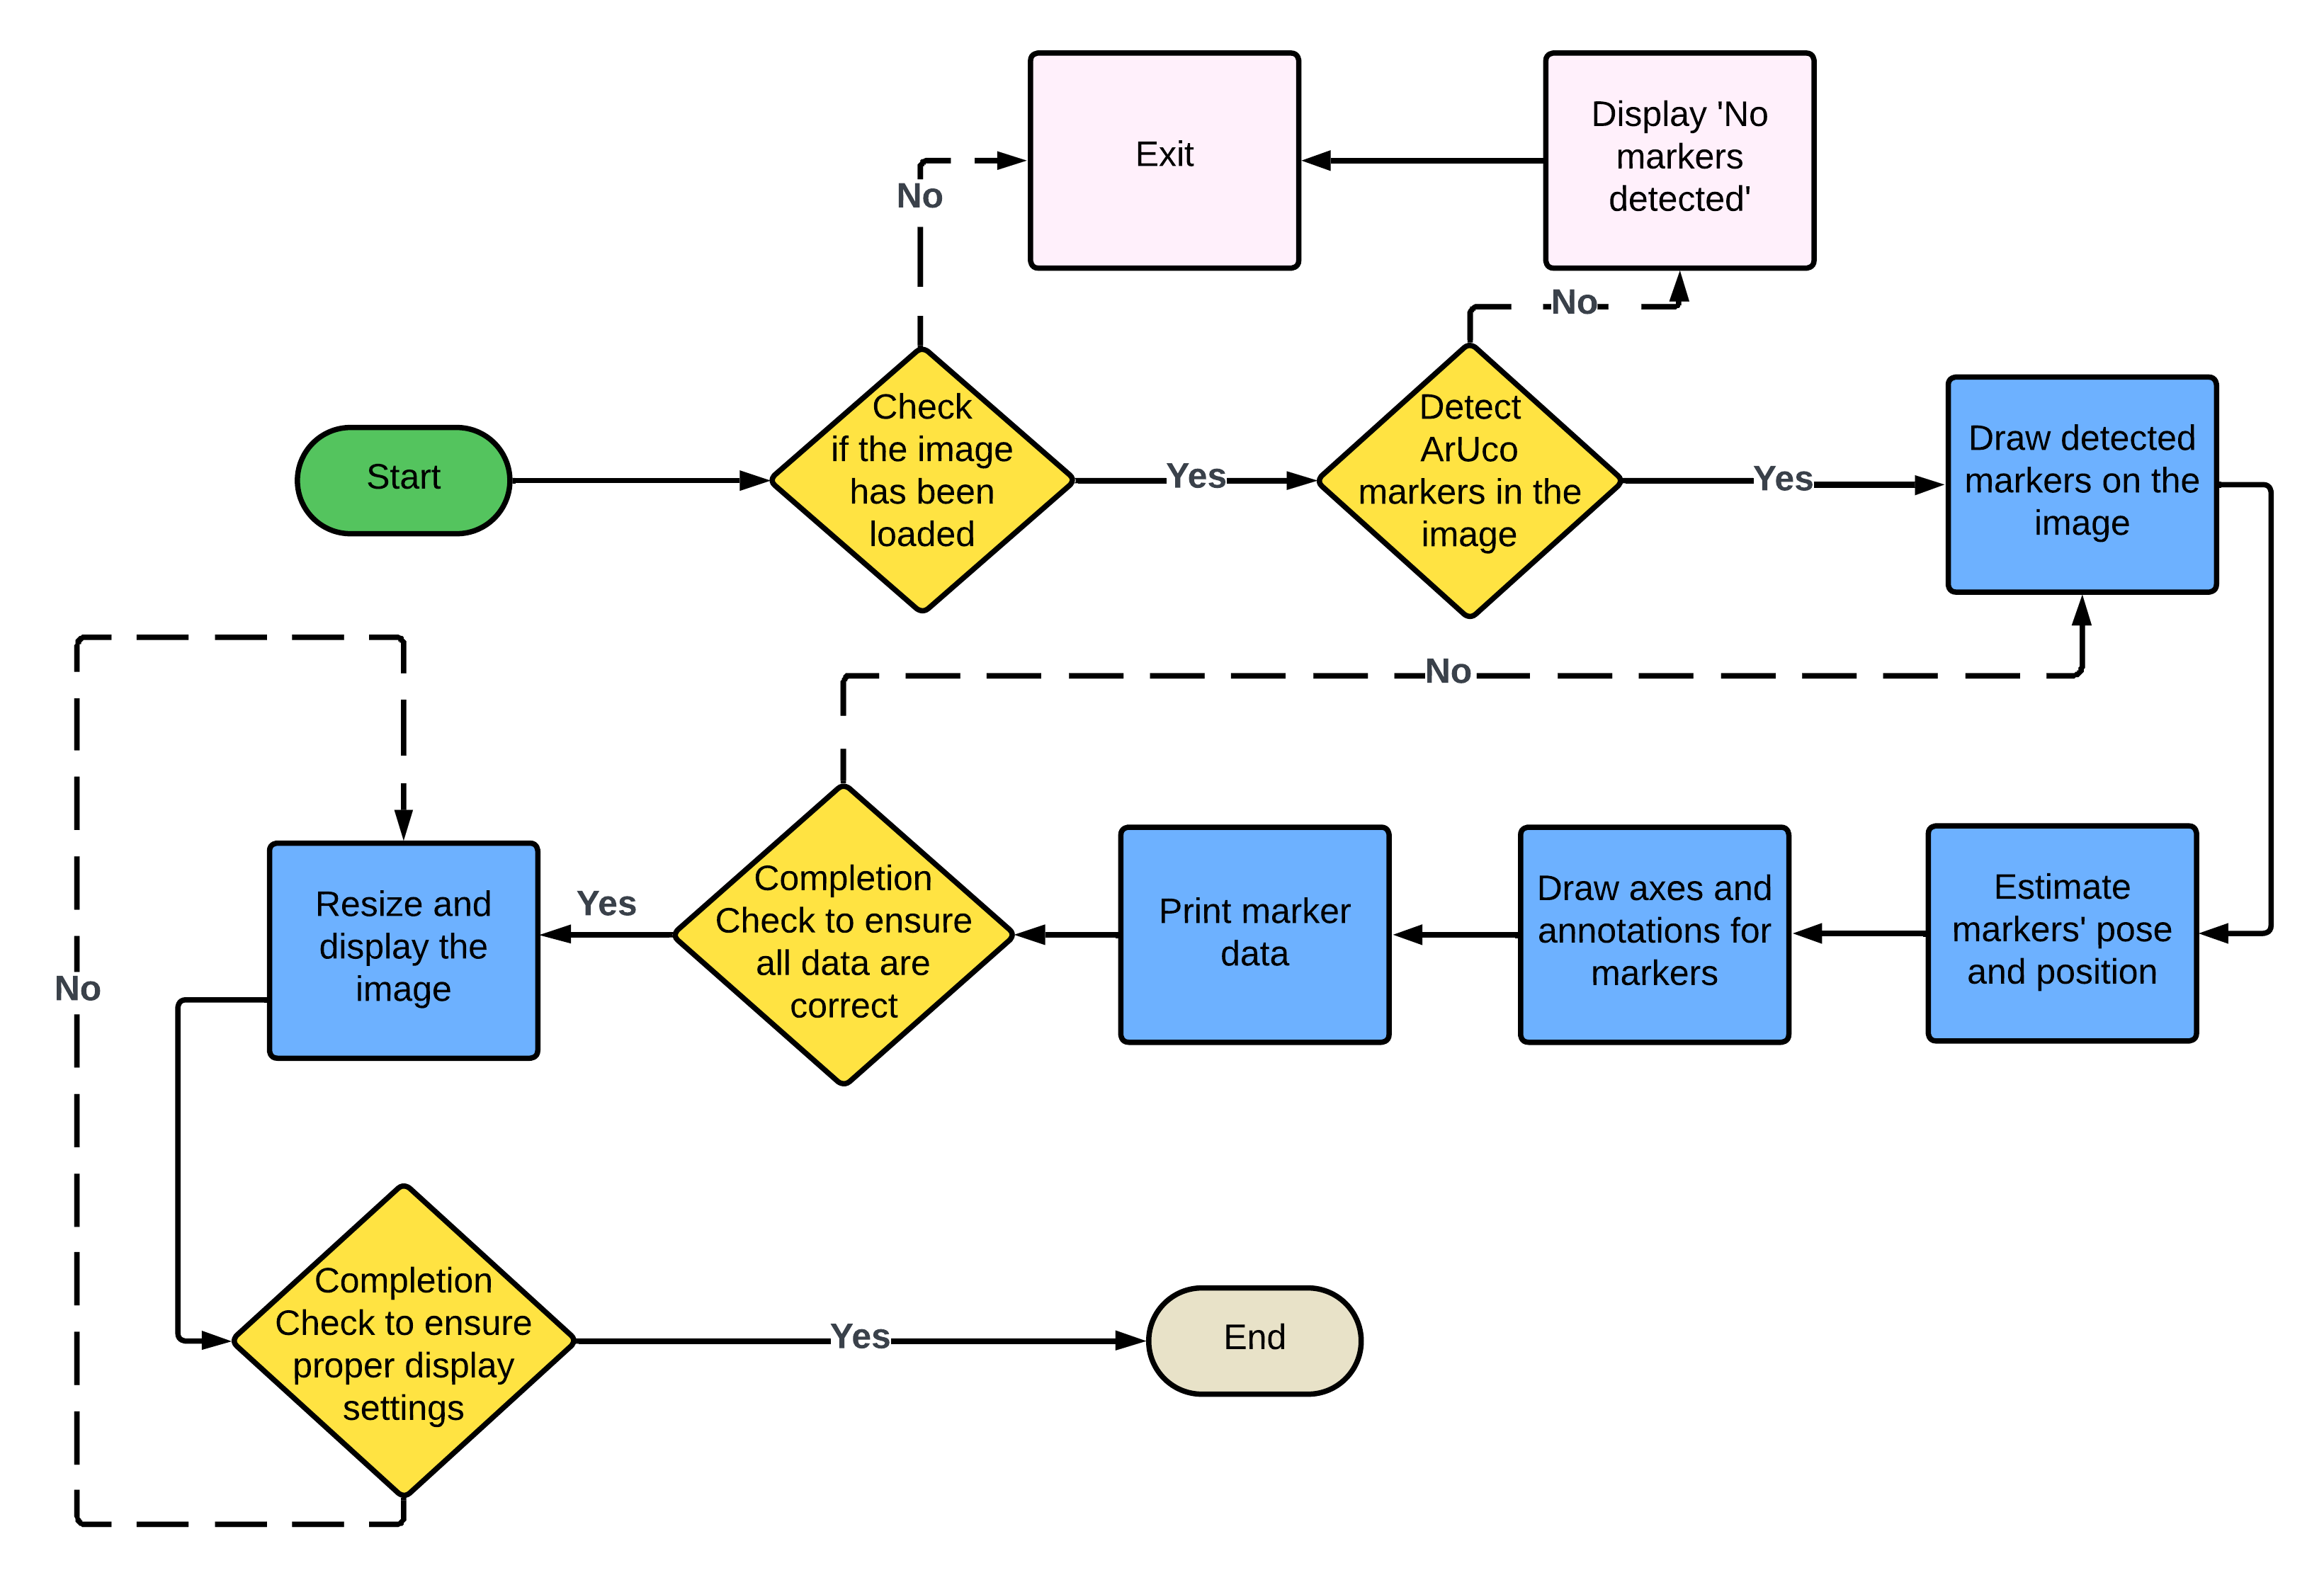 Exit
Display 'No
markers
detected'
No
No
Start
Check
if the image
has been
loaded
Yes
Detect
ArUco
markers in the
image
Yes
Draw detected
markers on the
image
No
Resize and
display the
image
Yes
Completion
Check to ensure
all data are
correct
Print marker
data
Draw axes and
annotations for
markers
Estimate
markers' pose
and position
No
Completion
Check to ensure
proper display
settings
Yes
End